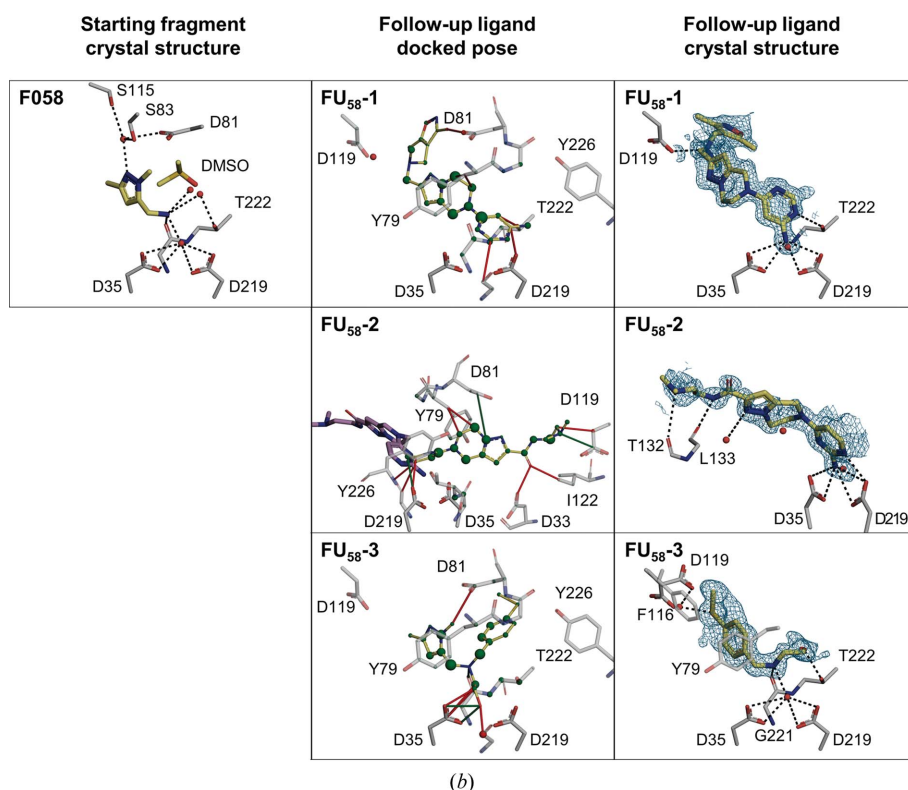 Starting fragment
crystal structure
Follow-up ligand
docked pose
Follow-up ligand
crystal structure
F058
S115
S83
D81
DMSO
T222
D35
D219
FU58-1
D81
D119
Y226
Y79
T222
D35
D219
FU58-1
D119
T222
D35
D219
FU58-2
D81
Y79
D119
Y226
I122
D219
D35
D33
FU58-2
T132
L133
D35
D219
FU58-3
D81
D119
Y226
Y79
T222
D35
D219
FU58-3
D119
F116
Y79
T222
D35
G221
D219
(b)